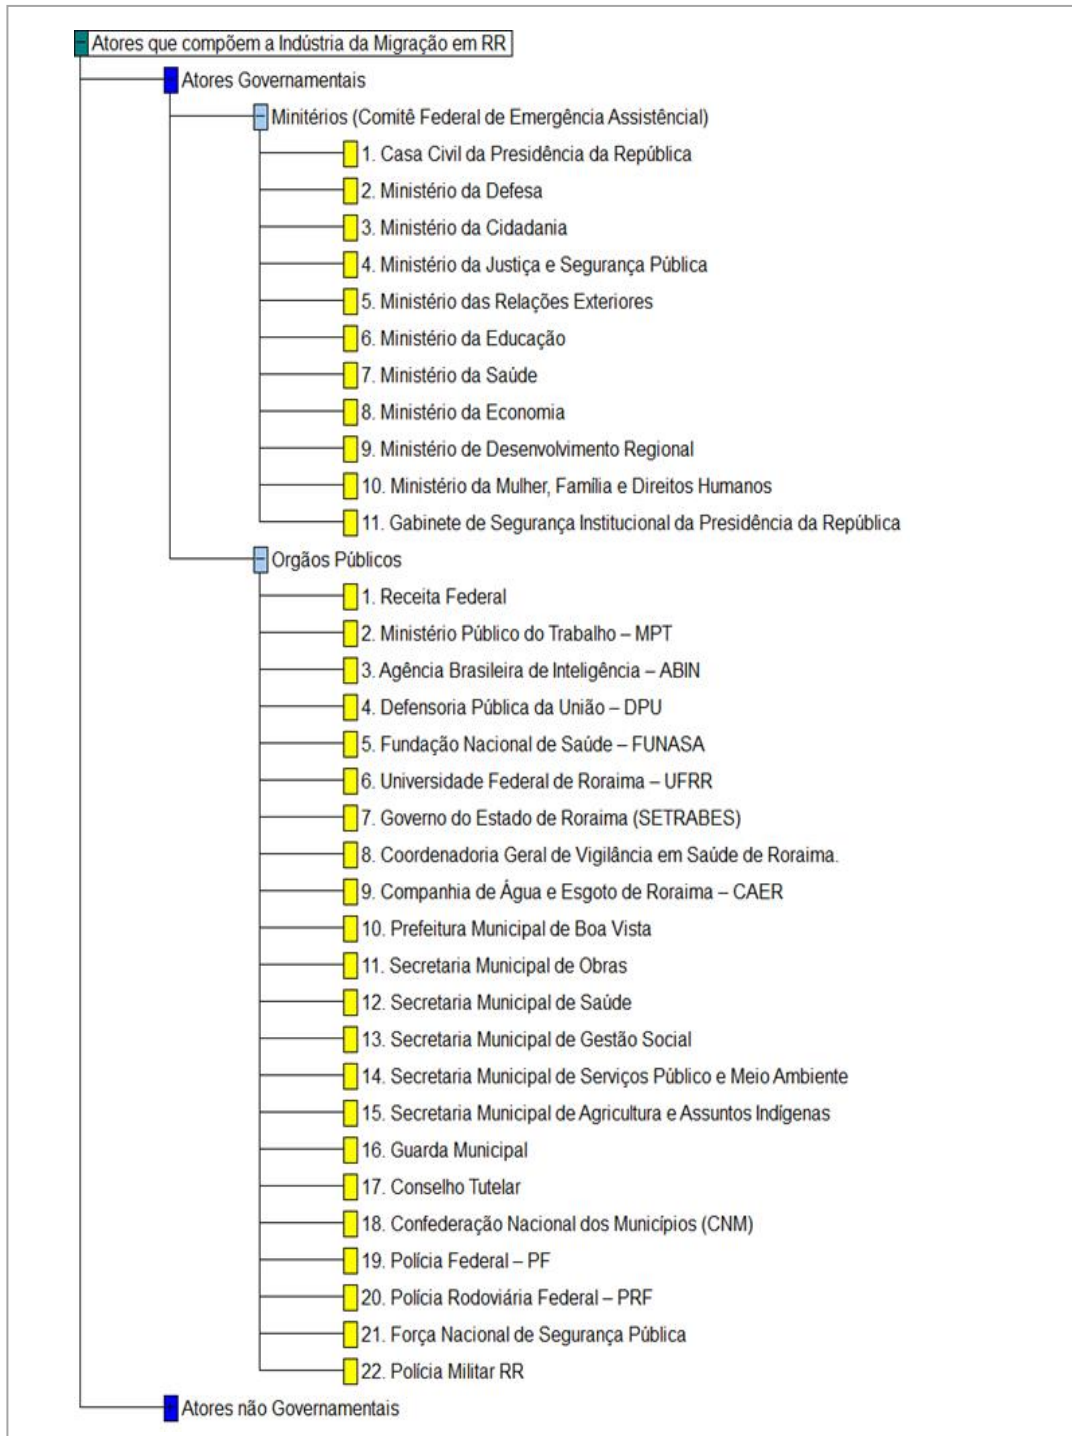 Atores que compõem a Indústria da Migração em RR
Atores Governamentais
Minitérios (Comitê Federal de Emergência Assistêncial)
1. Casa Civil da Presidência da República
2. Ministério da Defesa
3. Ministério da Cidadania
4. Ministério da Justiça e Segurança Pública
5. Ministério das Relações Exteriores
6. Ministério da Educação
7. Ministério da Saúde
8. Ministério da Economia
9. Ministério de Desenvolvimento Regional
10. Ministério da Mulher, Família e Direitos Humanos
11. Gabinete de Segurança Institucional da Presidência da República
Orgãos Públicos
1. Receita Federal
2. Ministério Público do Trabalho – MPT
3. Agência Brasileira de Inteligência – ABIN
4. Defensoria Pública da União – DPU
5. Fundação Nacional de Saúde – FUNASA
6. Universidade Federal de Roraima – UFRR
7. Governo do Estado de Roraima (SETRABES)
8. Coordenadoria Geral de Vigilância em Saúde de Roraima.
9. Companhia de Água e Esgoto de Roraima – CAER
10. Prefeitura Municipal de Boa Vista
11. Secretaria Municipal de Obras
12. Secretaria Municipal de Saúde
13. Secretaria Municipal de Gestão Social
14. Secretaria Municipal de Serviços Público e Meio Ambiente
15. Secretaria Municipal de Agricultura e Assuntos Indígenas
16. Guarda Municipal
17. Conselho Tutelar
18. Confederação Nacional dos Municípios (CNM)
19. Polícia Federal – PF
20. Polícia Rodoviária Federal – PRF
21. Força Nacional de Segurança Pública
22. Polícia Militar RR
Atores não Governamentais